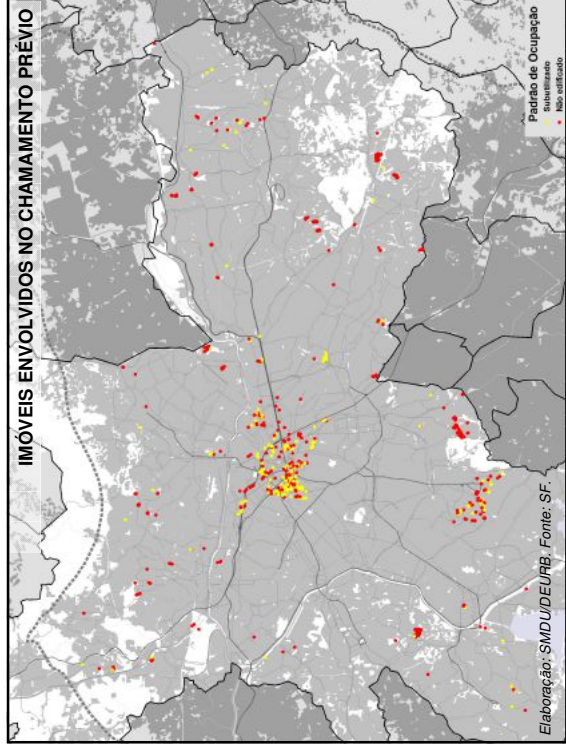 IMÓVEIS ENVOLVIDOS NO CHAMAMENTO PRÉVIO
Padrão de Ocupação
Subutilizado
Não edificado
Elaboração: SMDU/DEURB. Fonte: SF.